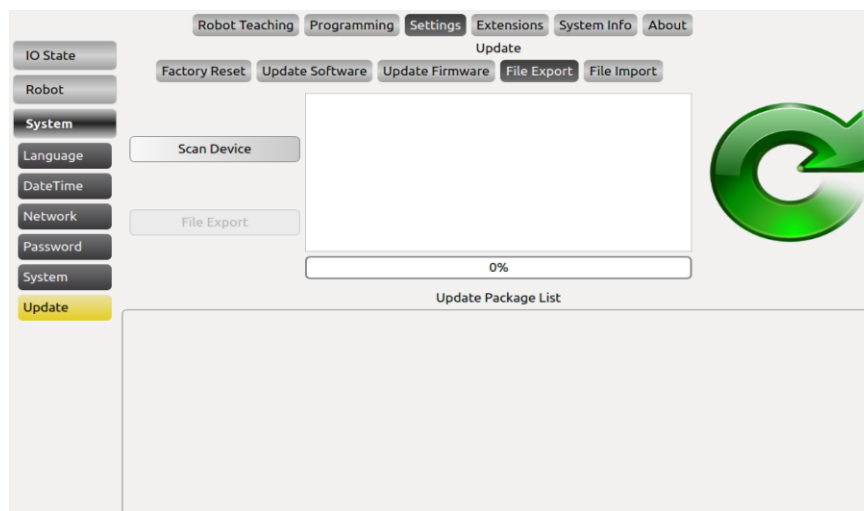 Robot Teaching Programming Settings Extensions System Info About
Update
Factory Reset Update Software Update Firmware File Export File Import
IO State
Robot
System
Language
DateTime
Network
Password
System
Update
Scan Device
File Export
0%
Update Package List